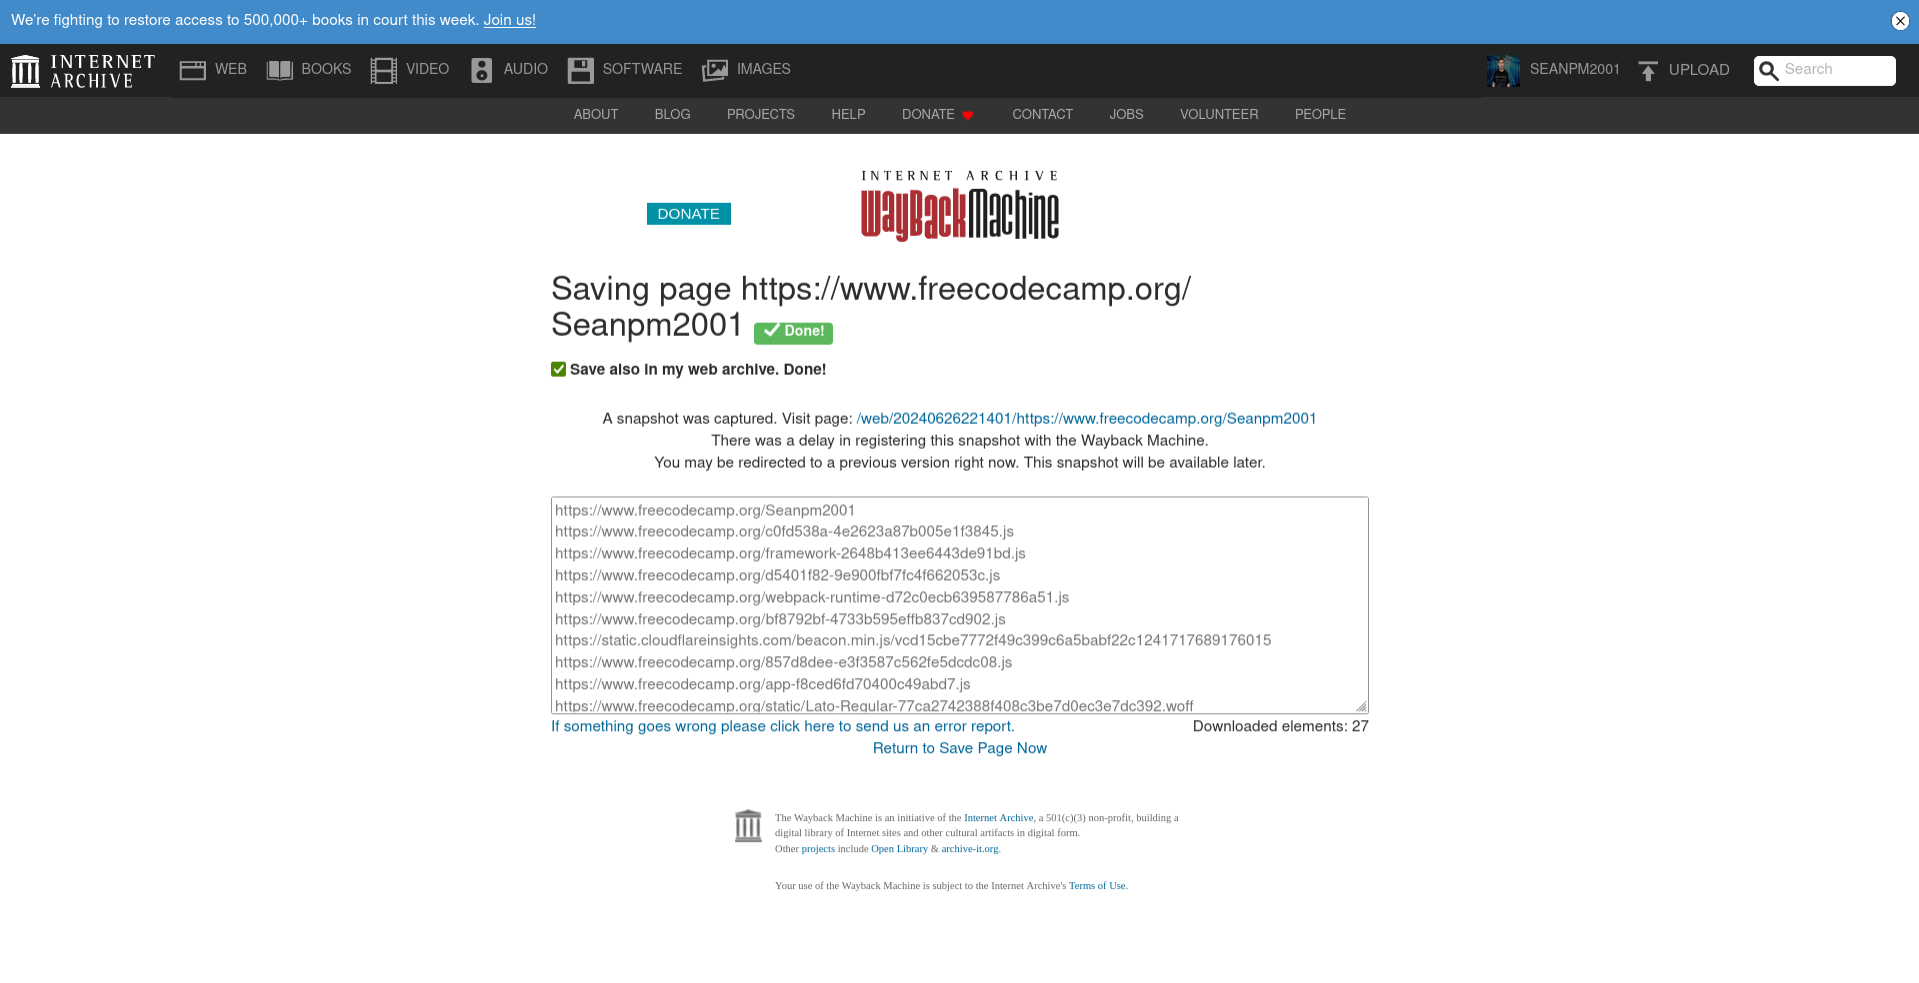 We're fighting to restore access to 500,000+ books in court this week. Join us!
INTERNET ARCHIVE
WEB BOOKS VIDEO AUDIO SOFTWARE IMAGES SEANPM2001 UPLOAD Search
ABOUT BLOG PROJECTS HELP DONATE CONTACT JOBS VOLUNTEER PEOPLE
INTERNET ARCHIVE
WayBackMachine
DONATE
Saving page https://www.freecodecamp.org/
Seanpm2001 Done!
Save also in my web archive. Done!
A snapshot was captured. Visit page: /web/20240626221401/https://www.freecodecamp.org/Seanpm2001
There was a delay in registering this snapshot with the Wayback Machine.
You may be redirected to a previous version right now. This snapshot will be available later.
https://www.freecodecamp.org/Seanpm2001
https://www.freecodecamp.org/c0fd538a-4e2623a87b005e1f3845.js
https://www.freecodecamp.org/framework-2648b413ee6443de91bd.js
https://www.freecodecamp.org/d5401f82-9e900fbf7fc4f662053c.js
https://www.freecodecamp.org/webpack-runtime-d72c0ecb639587786a51.js
https://www.freecodecamp.org/bf8792bf-4733b595effb837cd902.js
https://static.cloudflareinsights.com/beacon.min.js/vcd15cbe7772f49c399c6a5babf22c1241717689176015
https://www.freecodecamp.org/857d8dee-e3f3587c562fe5dcdc08.js
https://www.freecodecamp.org/app-f8ced6fd70400c49abd7.js
https://www.freecodecamp.org/static/Lato-Regular-77ca2742388f408c3be7d0ec3e7dc392.woff
If something goes wrong please click here to send us an error report. Downloaded elements: 27
Return to Save Page Now
The Wayback Machine is an initiative of the Internet Archive, a 501(c)(3) non-profit, building a
digital library of Internet sites and other cultural artifacts in digital form.
Other projects include Open Library & archive-it.org.
Your use of the Wayback Machine is subject to the Internet Archive's Terms of Use.